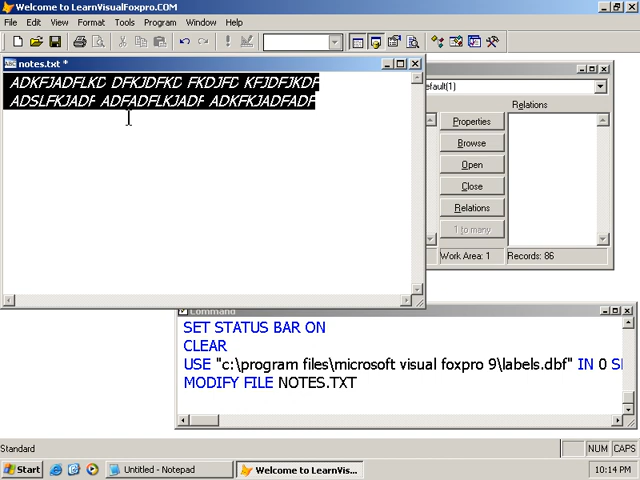 Welcome to LearnVisualFoxpro.COM
File Edit View Format Tools Program Window Help
notes.txt *
ADKFJADFLKD DFKJDFKD FKDJFD KFJDFJKDF
ADSLFKJADF ADFADFLKJADF ADKFKJADFADF
efault(1)
Relations
Properties
Browse
Open
Close
Relations
1 to many
Work Area: 1 Records: 86
Command
SET STATUS BAR ON
CLEAR
USE "c:\program files\microsoft visual foxpro 9\labels.dbf" IN 0 S
MODIFY FILE NOTES.TXT
Standard NUM CAPS
Start Untitled - Notepad Welcome to LearnVis... 10:14 PM